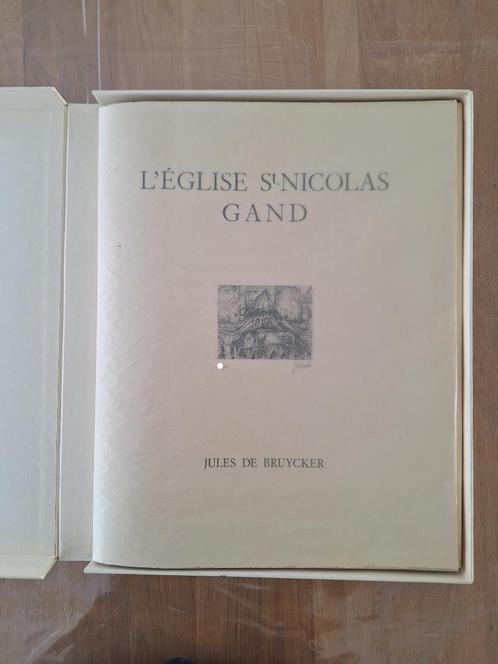 L'ÉGLISE St. NICOLAS
GAND
JULES DE BRUYCKER